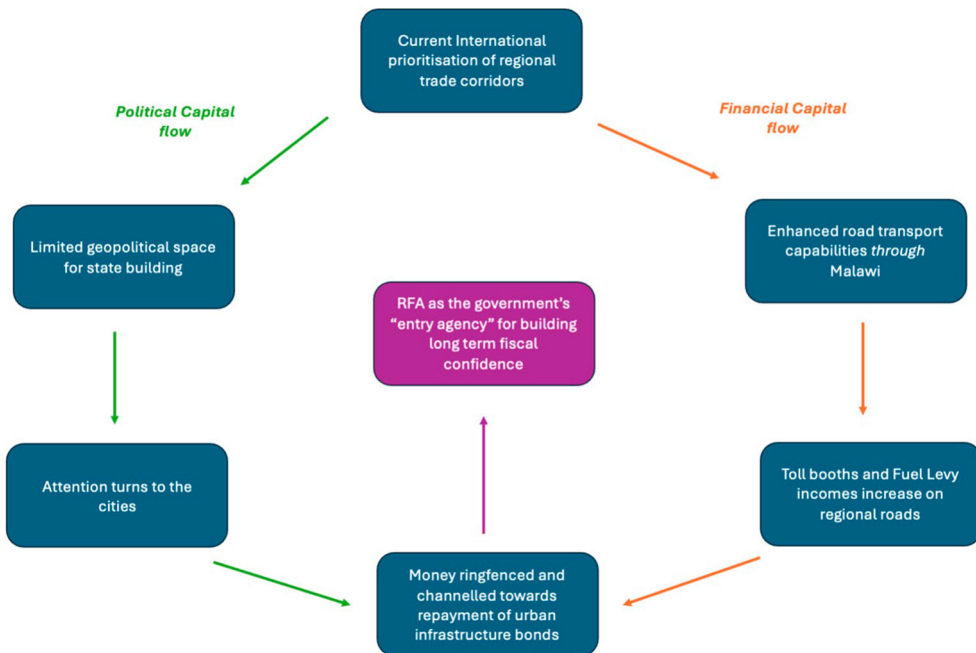 Current International
prioritisation of regional
trade corridors
Political Capital
flow
Financial Capital
flow
Limited geopolitical space
for state building
Enhanced road transport
capabilities through
Malawi
RFA as the government’s
“entry agency” for building
long term fiscal
confidence
Attention turns to the
cities
Toll booths and Fuel Levy
incomes increase on
regional roads
Money ringfenced and
channelled towards
repayment of urban
infrastructure bonds